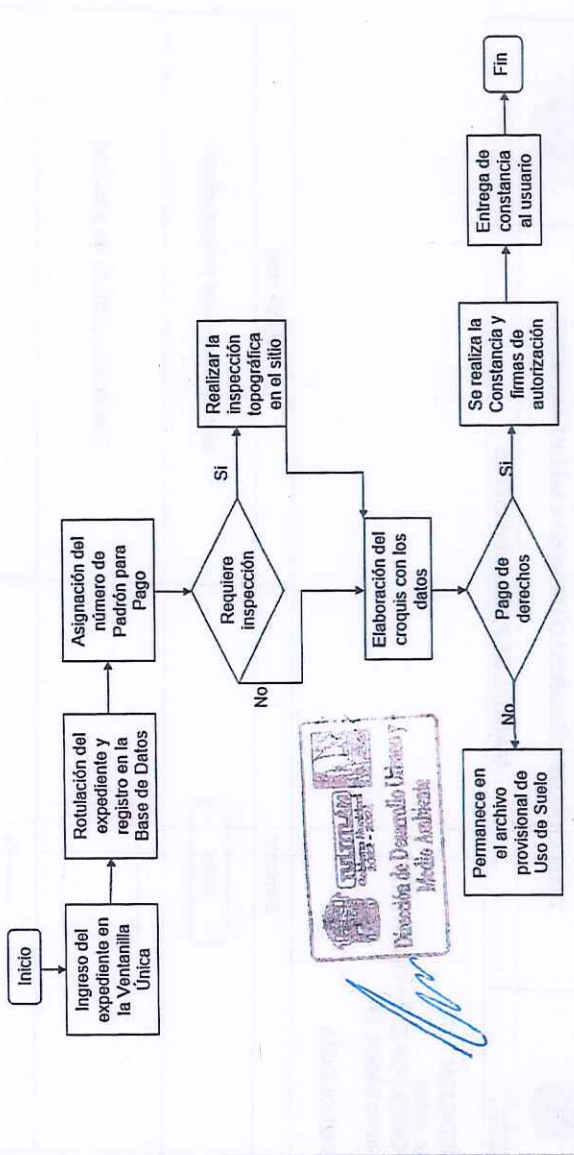 Inicio
Ingreso del
expediente en
la Ventanilla
Única
Rotulación del
expediente y
registro en la
Base de Datos
Asignación del
número de
Padrón para
Pago
Requiere
inspección
Si
No
Realizar la
inspección
topográfica
en el sitio
Elaboración del
croquis con los
datos
Pago de
derechos
Si
No
Permanece en
el archivo
provisional de
Uso de Suelo
Se realiza la
Constancia y
firmas de
autorización
Entrega de
constancia
al usuario
Fin
Gobierno Municipal
Dirección de Desarrollo Urbano y
Medio Ambiente